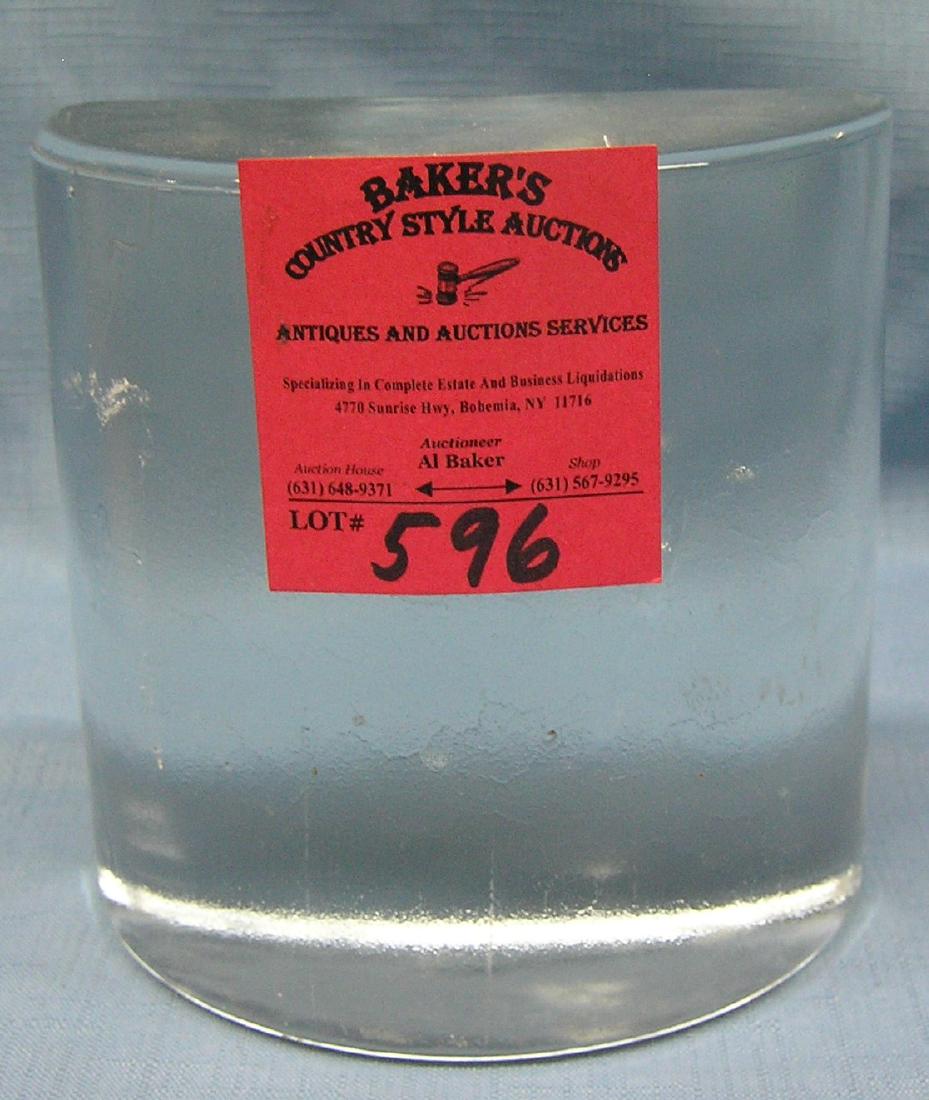 BAKER'S
COUNTRY STYLE AUCTIONS
ANTIQUES AND AUCTIONS SERVICES
Specializing In Complete Estate And Business Liquidations
4770 Sunrise Hwy, Bohemia, NY 11716
Auctioneer
Al Baker
Auction House Shop
(631) 648-9371 (631) 567-9295
LOT# 596